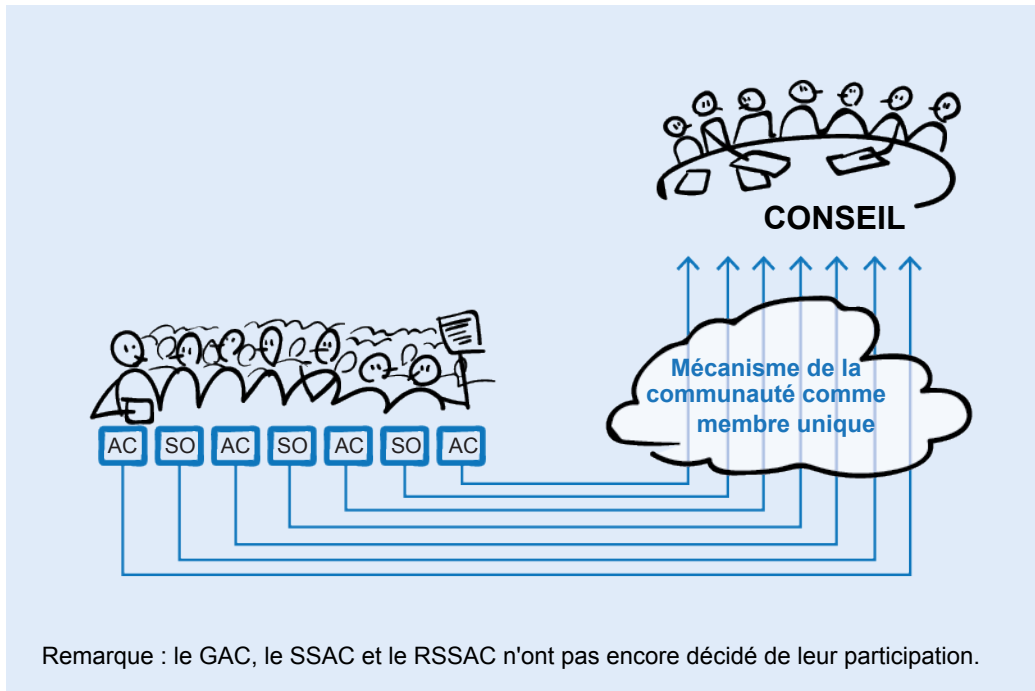 CONSEIL
Mécanisme de la
communauté comme
membre unique
AC SO AC SO AC SO AC
Remarque : le GAC, le SSAC et le RSSAC n'ont pas encore décidé de leur participation.